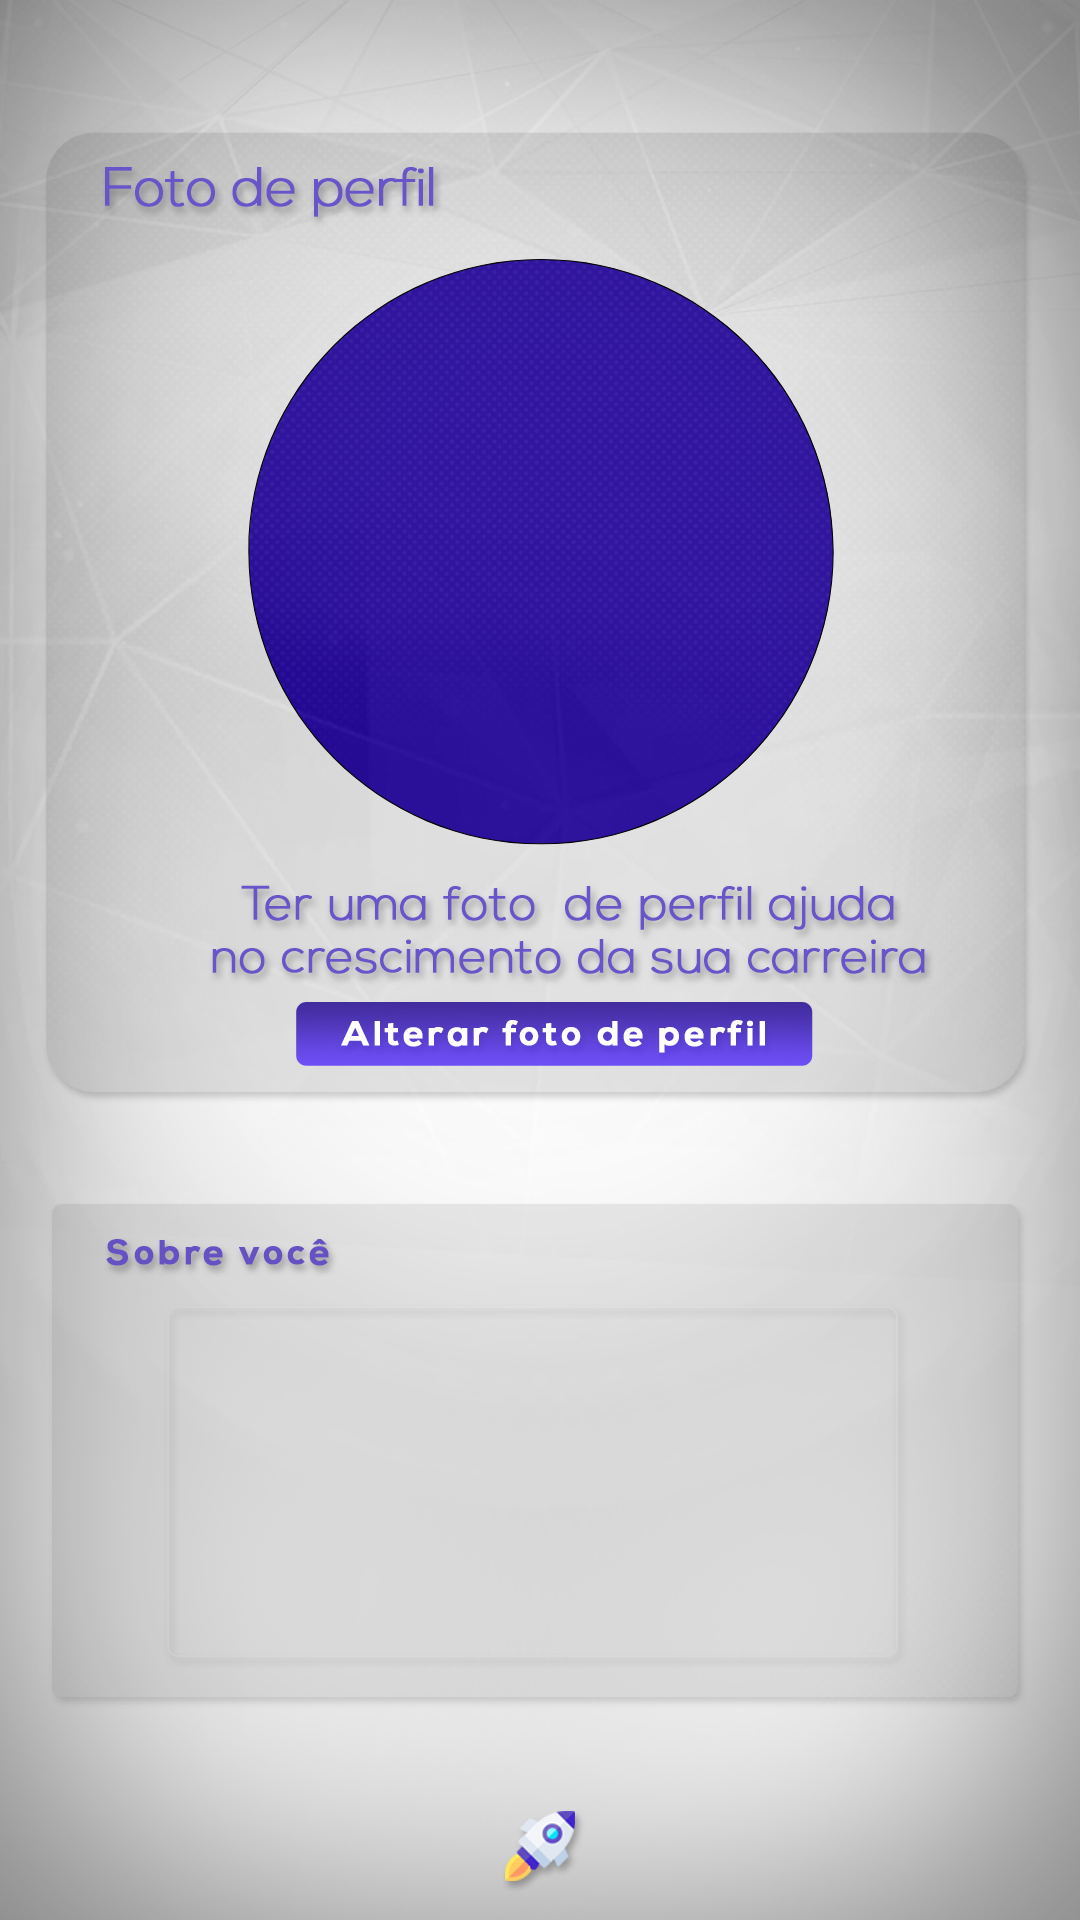 Foto de perfil
Ter uma foto  de perfil ajuda
no crescimento da sua carreira
Alterar foto de perfil
Sobre você